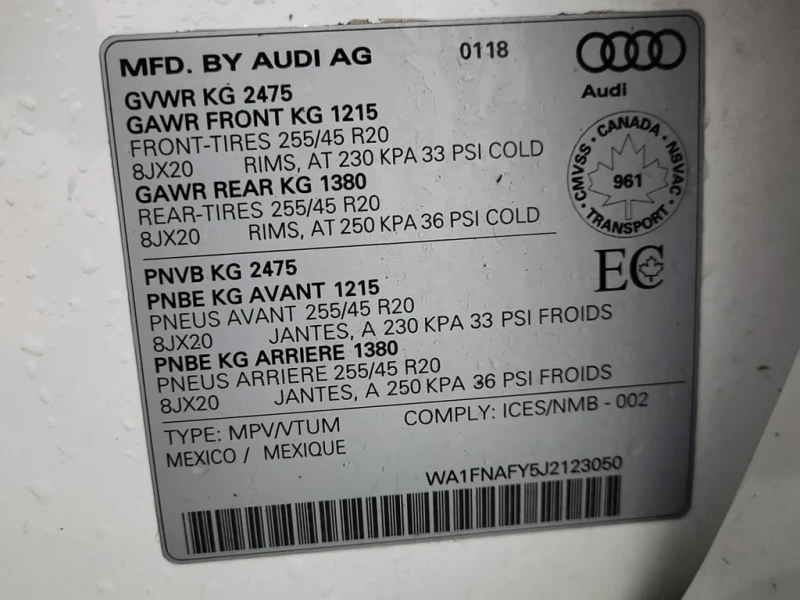 MFD. BY AUDI AG 0118
Audi
GVWR KG 2475
GAWR FRONT KG 1215
FRONT-TIRES 255/45 R20
8JX20 RIMS, AT 230 KPA 33 PSI COLD
GAWR REAR KG 1380
REAR-TIRES 255/45 R20
8JX20 RIMS, AT 250 KPA 36 PSI COLD
CMVSS • CANADA • NSVAC • TRANSPORT •
961
EC
PNVB KG 2475
PNBE KG AVANT 1215
PNEUS AVANT 255/45 R20
8JX20 JANTES, A 230 KPA 33 PSI FROIDS
PNBE KG ARRIERE 1380
PNEUS ARRIERE 255/45 R20
8JX20 JANTES, A 250 KPA 36 PSI FROIDS
TYPE: MPV/VTUM COMPLY: ICES/NMB - 002
MEXICO / MEXIQUE
WA1FNAFY5J2123050